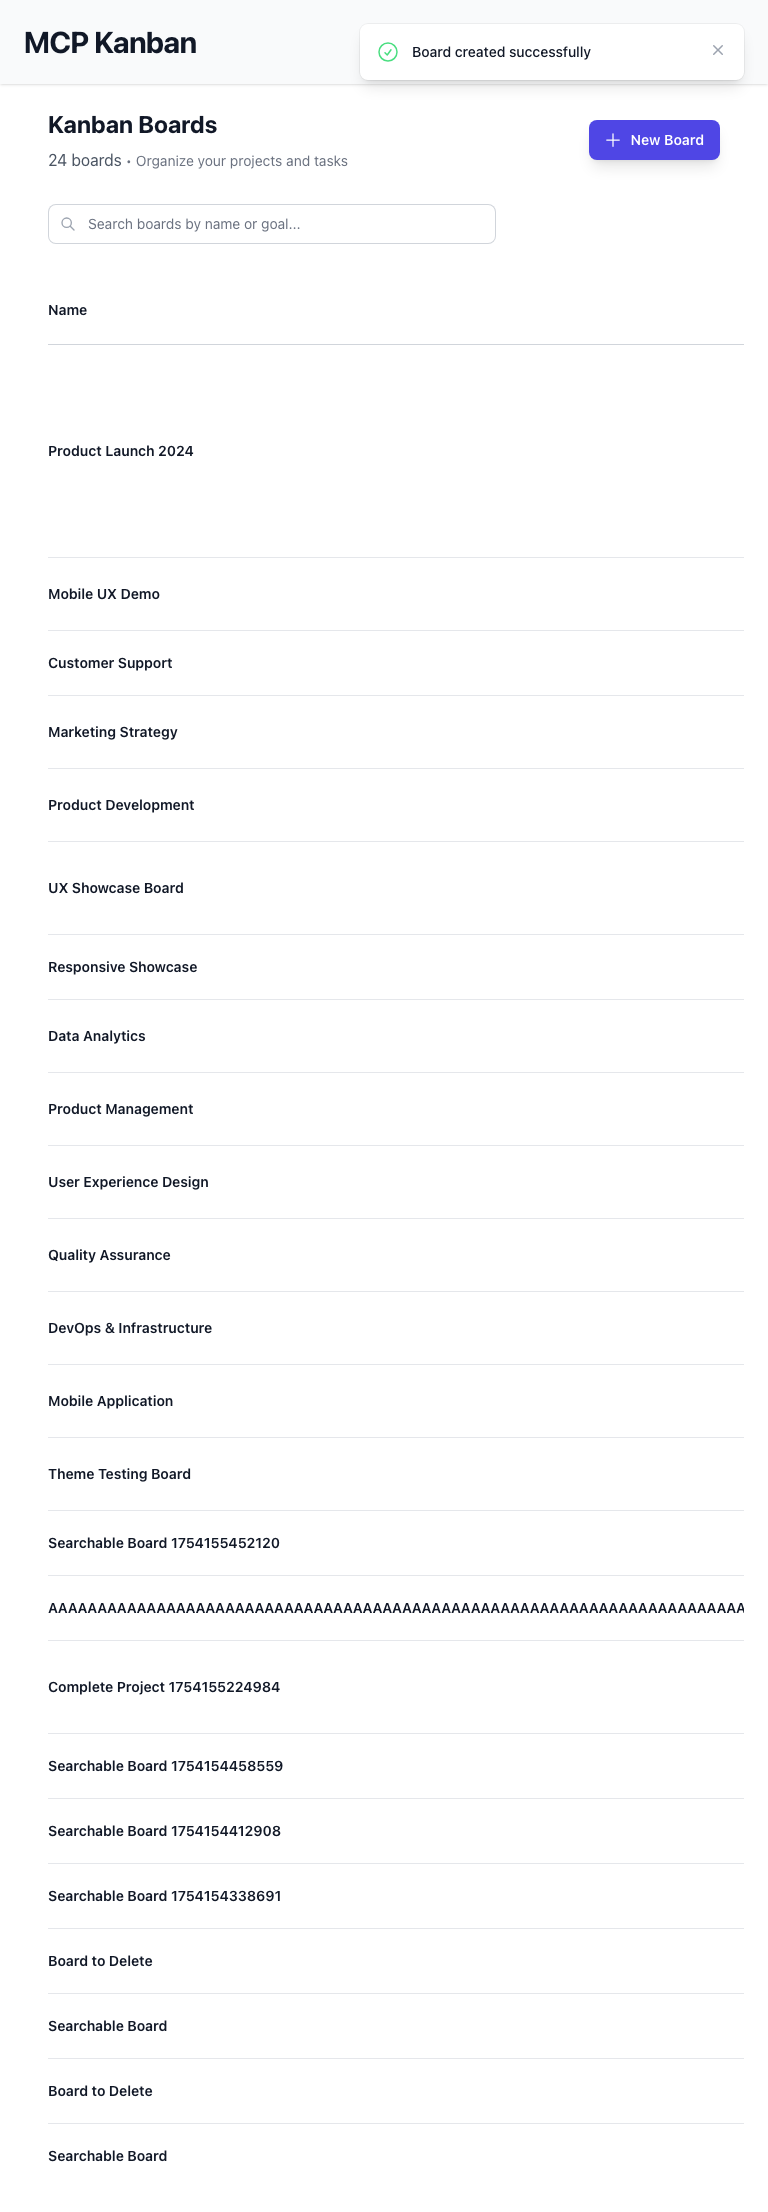 MCP Kanban
Board created successfully
Kanban Boards
24 boards • Organize your projects and tasks
New Board
Search boards by name or goal...
Name
Product Launch 2024
Mobile UX Demo
Customer Support
Marketing Strategy
Product Development
UX Showcase Board
Responsive Showcase
Data Analytics
Product Management
User Experience Design
Quality Assurance
DevOps & Infrastructure
Mobile Application
Theme Testing Board
Searchable Board 1754155452120
AAAAAAAAAAAAAAAAAAAAAAAAAAAAAAAAAAAAAAAAAAAAAAAAAAAAAAAAAAAAAAAAAAAAAAA
Complete Project 1754155224984
Searchable Board 1754154458559
Searchable Board 1754154412908
Searchable Board 1754154338691
Board to Delete
Searchable Board
Board to Delete
Searchable Board